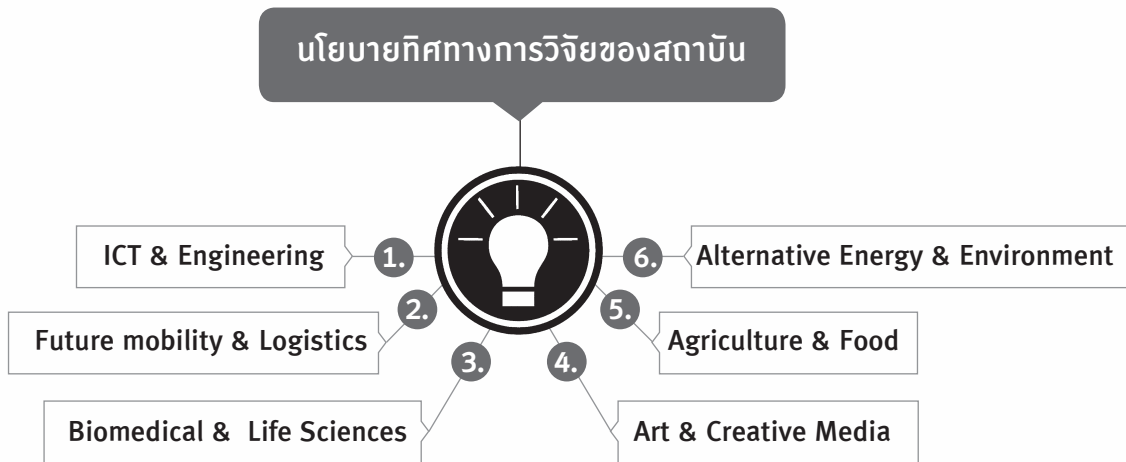 นโยบายทิศทางการวิจัยของสถาบัน
1. ICT & Engineering
2. Future mobility & Logistics
3. Biomedical & Life Sciences
4. Art & Creative Media
5. Agriculture & Food
6. Alternative Energy & Environment